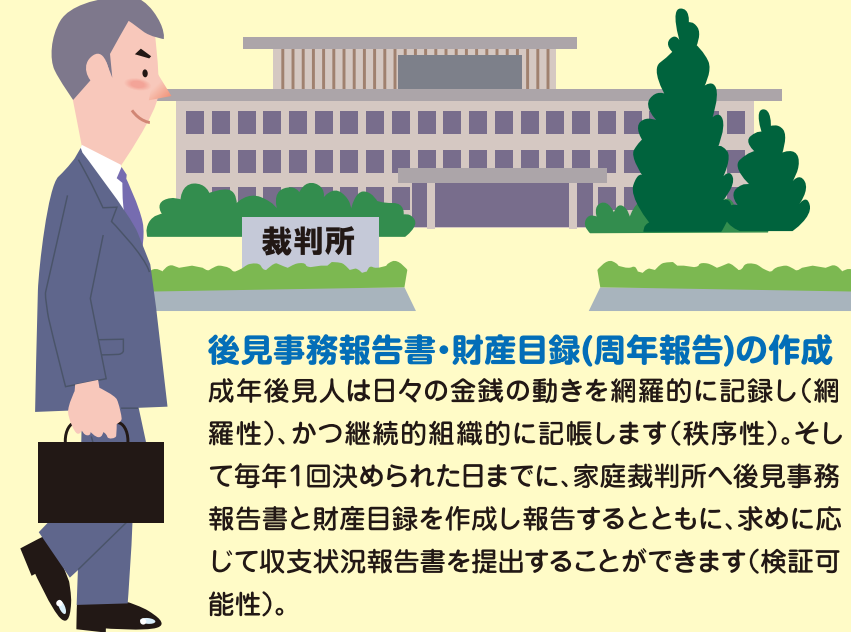 裁判所
後見事務報告書・財産目録(周年報告)の作成
成年後見人は日々の金銭の動きを網羅的に記録し(網
羅性)、かつ継続的組織的に記帳します(秩序性)。そし
て毎年1回決められた日までに、家庭裁判所へ後見事務
報告書と財産目録を作成し報告するとともに、求めに応
じて収支状況報告書を提出することができます(検証可
能性)。